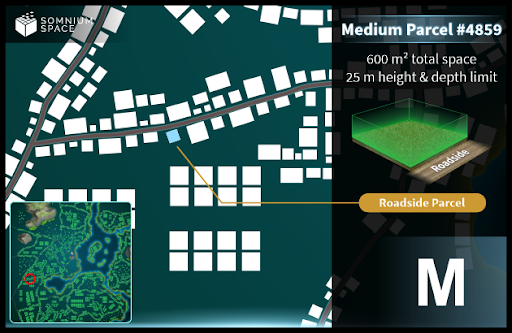 SOMNIUM
SPACE
Medium Parcel #4859
600 m² total space
25 m height & depth limit
Roadside
Roadside Parcel
M